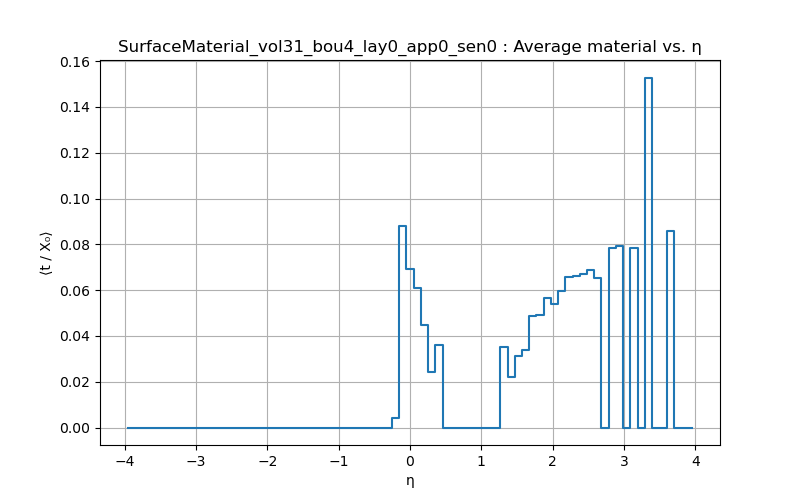 SurfaceMaterial_vol31_bou4_lay0_app0_sen0 : Average material vs. η
0.16
0.14
0.12
0.10
0.08
0.06
0.04
0.02
0.00
⟨t / X₀⟩
−4 −3 −2 −1 0 1 2 3 4
η